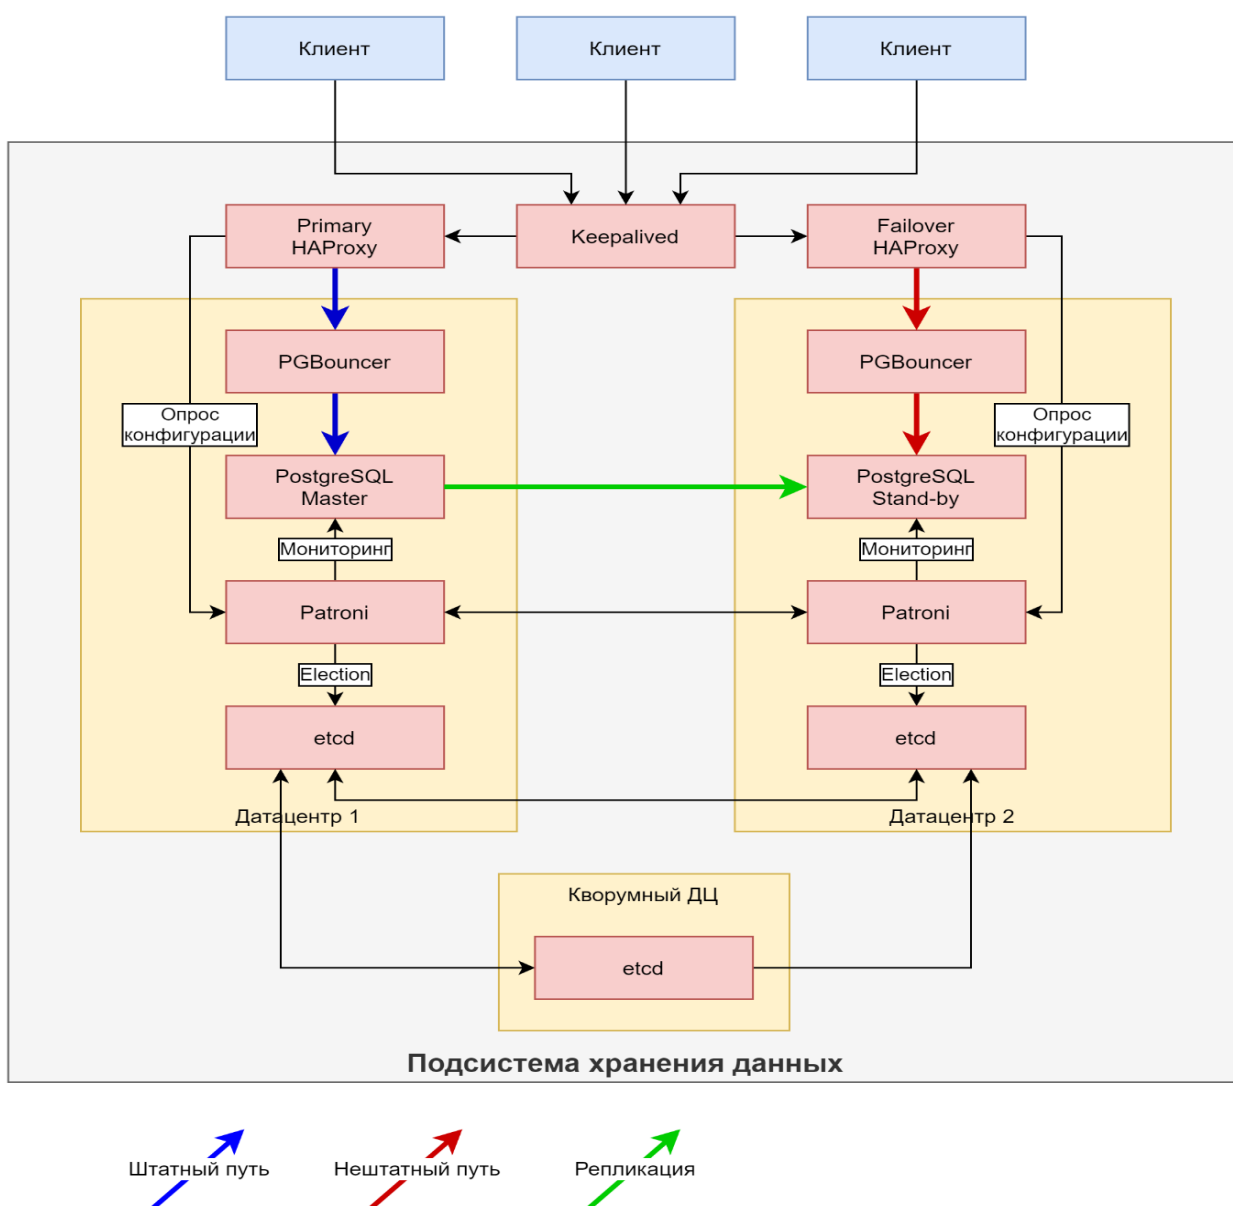 Клиент
Клиент
Клиент
Primary
HAProxy
Keepalived
Failover
HAProxy
PGBouncer
PGBouncer
Опрос
конфигурации
Опрос
конфигурации
PostgreSQL
Master
PostgreSQL
Stand-by
Мониторинг
Мониторинг
Patroni
Patroni
Election
Election
etcd
etcd
Датацентр 1
Датацентр 2
Кворумный ДЦ
etcd
Подсистема хранения данных
Штатный путь
Нештатный путь
Репликация